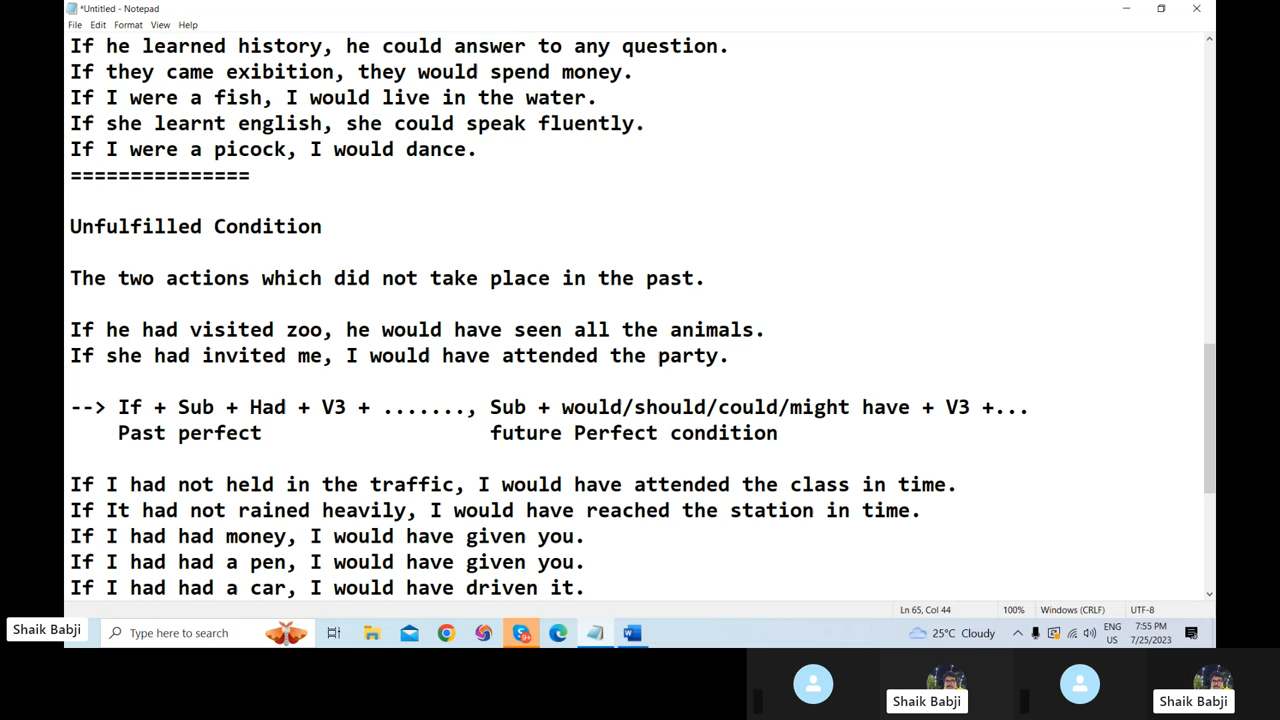 *Untitled - Notepad
File Edit Format View Help
If he learned history, he could answer to any question.
If they came exibition, they would spend money.
If I were a fish, I would live in the water.
If she learnt english, she could speak fluently.
If I were a picock, I would dance.
===============
Unfulfilled Condition
The two actions which did not take place in the past.
If he had visited zoo, he would have seen all the animals.
If she had invited me, I would have attended the party.
--> If + Sub + Had + V3 + ......., Sub + would/should/could/might have + V3 +...
Past perfect future Perfect condition
If I had not held in the traffic, I would have attended the class in time.
If It had not rained heavily, I would have reached the station in time.
If I had had money, I would have given you.
If I had had a pen, I would have given you.
If I had had a car, I would have driven it.
Ln 65, Col 44 100% Windows (CRLF) UTF-8
Shaik Babji
Type here to search
25°C Cloudy
ENG
US
7:55 PM
7/25/2023
Shaik Babji
Shaik Babji